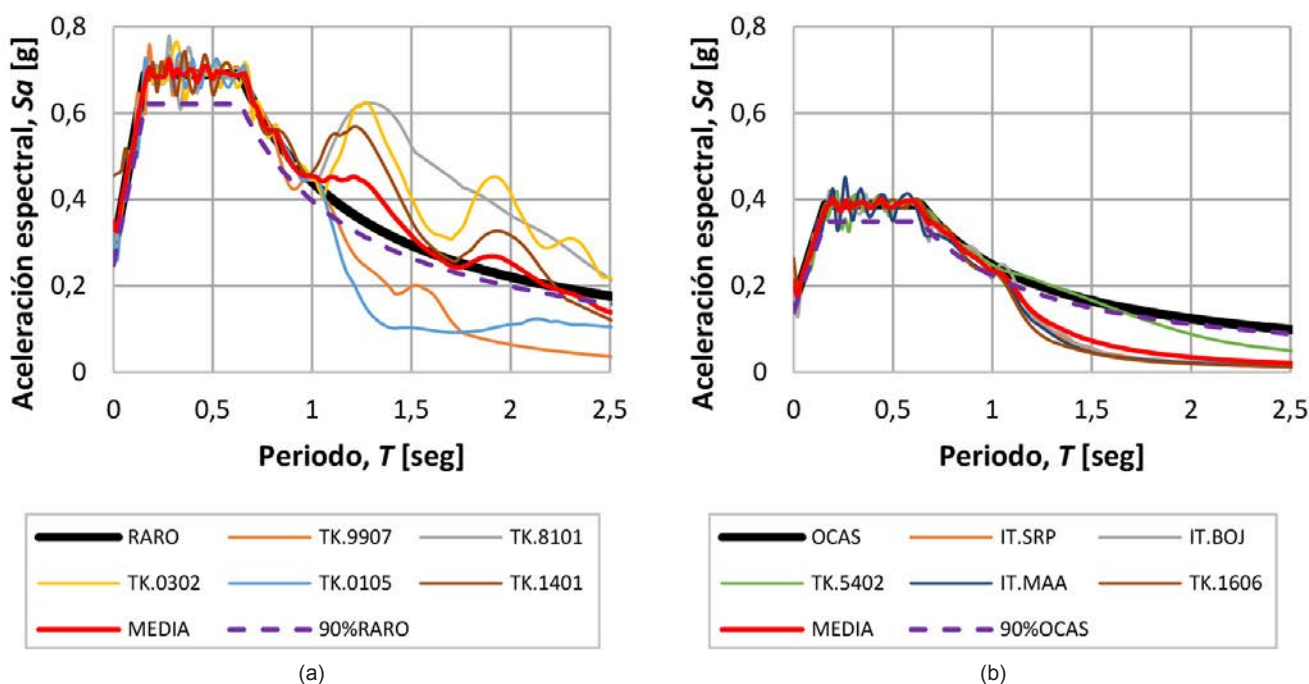 Aceleración espectral, Sa [g]
0,8
0,6
0,4
0,2
0
0 0,5 1 1,5 2 2,5
Periodo, T [seg]
RARO TK.9907 TK.8101
TK.0302 TK.0105 TK.1401
MEDIA 90%RARO
(a)
Aceleración espectral, Sa [g]
0,8
0,6
0,4
0,2
0
0 0,5 1 1,5 2 2,5
Periodo, T [seg]
OCAS IT.SRP IT.BOJ
TK.5402 IT.MAA TK.1606
MEDIA 90%OCAS
(b)